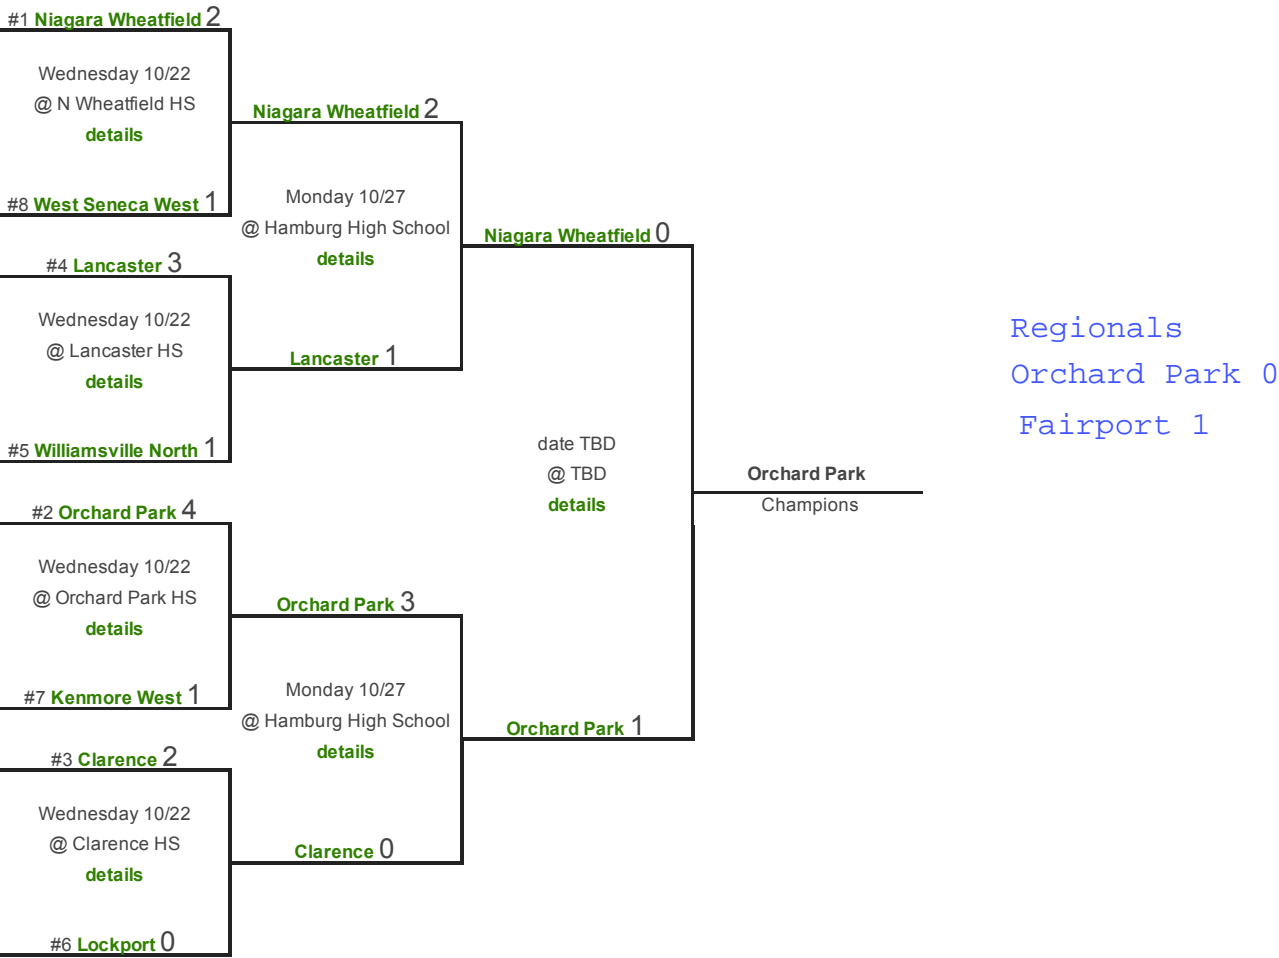 #1 Niagara Wheatfield 2
Wednesday 10/22
@ N Wheatfield HS
details
#8 West Seneca West 1
#4 Lancaster 3
Wednesday 10/22
@ Lancaster HS
details
#5 Williamsville North 1
#2 Orchard Park 4
Wednesday 10/22
@ Orchard Park HS
details
#7 Kenmore West 1
#3 Clarence 2
Wednesday 10/22
@ Clarence HS
details
#6 Lockport 0
Niagara Wheatfield 2
Monday 10/27
@ Hamburg High School
details
Lancaster 1
Orchard Park 3
Monday 10/27
@ Hamburg High School
details
Clarence 0
Niagara Wheatfield 0
date TBD
@ TBD
details
Orchard Park 1
Orchard Park
Champions
Regionals
Orchard Park 0
Fairport 1